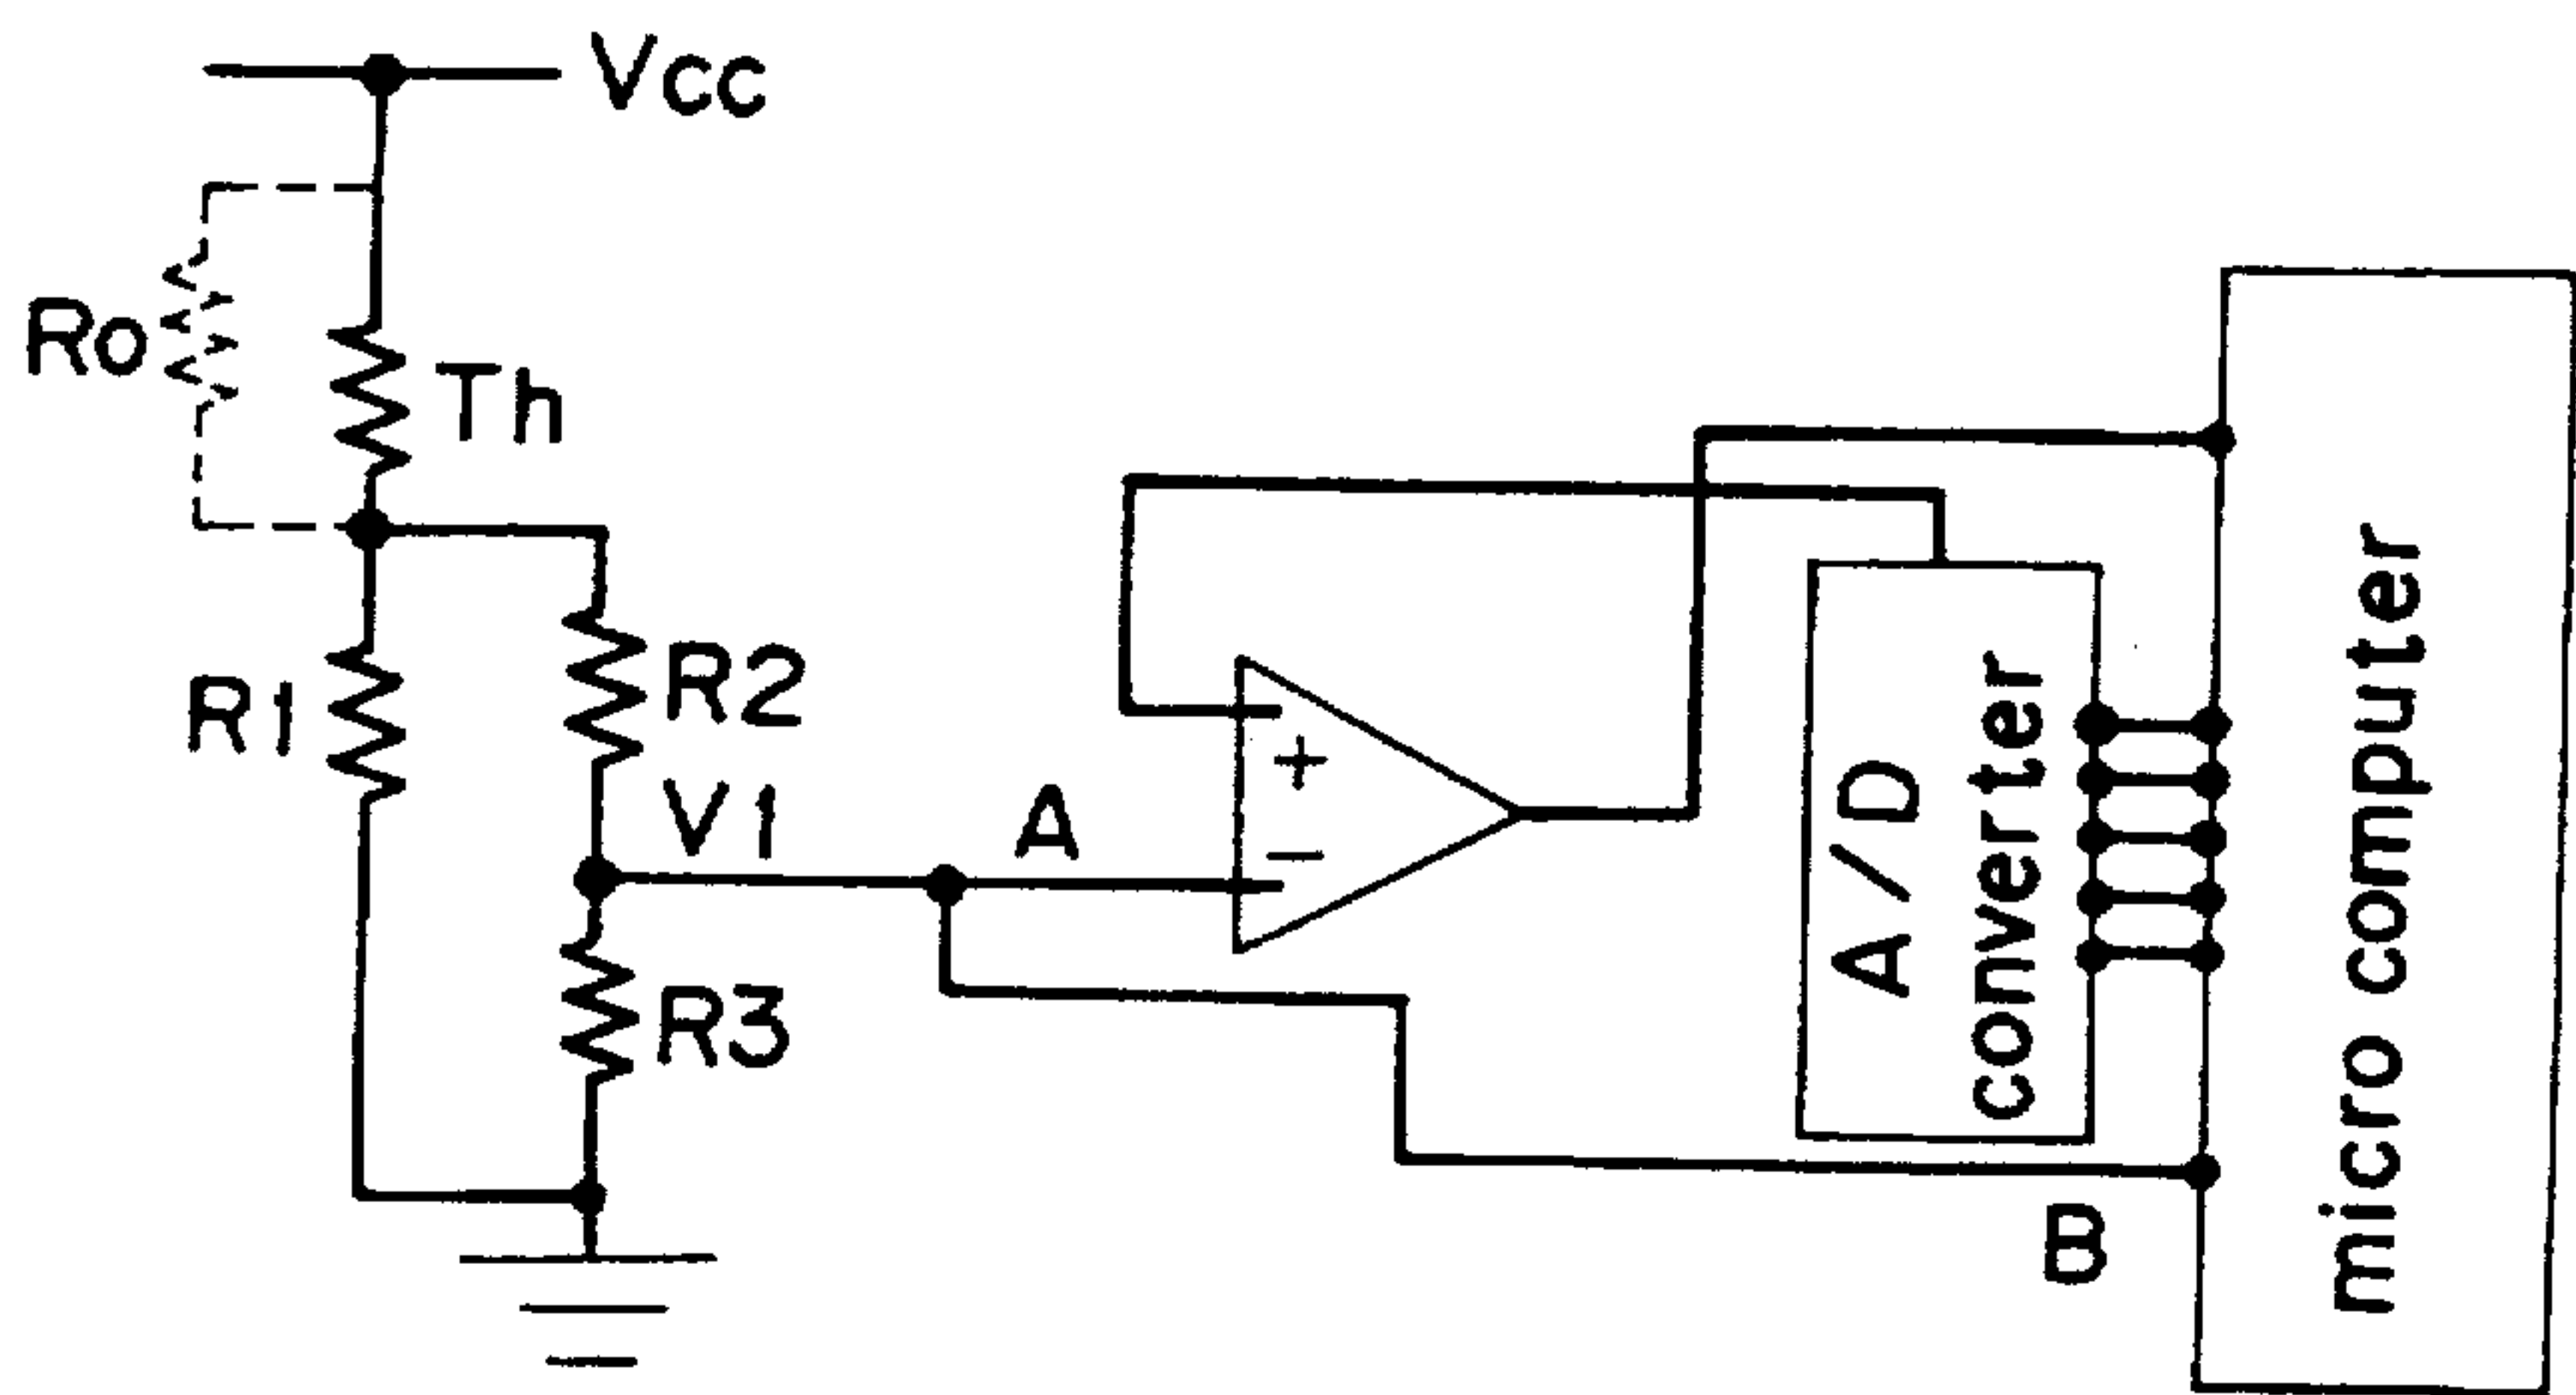 Vcc
Ro
Th
R1
R2
V1
A
+
−
R3
A/D
converter
micro computer
B